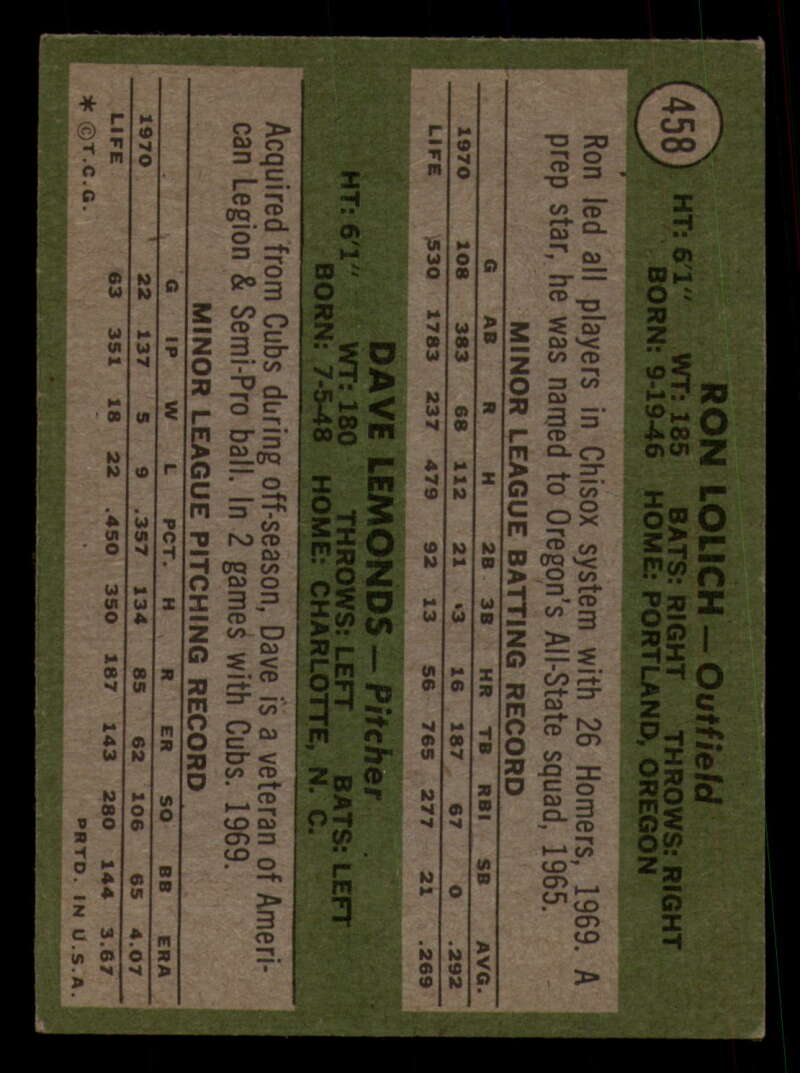 458
RON LOLICH — Outfield
HT: 6'1" WT: 185 BATS: RIGHT THROWS: RIGHT
BORN: 9-19-46 HOME: PORTLAND, OREGON
Ron led all players in Chisox system with 26 Homers, 1969. A
prep star, he was named to Oregon's All-State squad, 1965.
MINOR LEAGUE BATTING RECORD
G AB R H 2B 3B HR TB RBI SB AVG.
1970 108 383 68 112 21 3 16 187 67 0 .292
LIFE 530 1783 237 479 92 13 56 765 277 21 .269
DAVE LEMONDS — Pitcher
HT: 6'1" WT: 180 THROWS: LEFT BATS: LEFT
BORN: 7-5-48 HOME: CHARLOTTE, N. C.
Acquired from Cubs during off-season, Dave is a veteran of Ameri-
can Legion & Semi-Pro ball. In 2 games with Cubs. 1969.
MINOR LEAGUE PITCHING RECORD
G IP W L PCT. H R ER SO BB ERA
1970 22 137 5 9 .357 134 85 62 106 65 4.07
LIFE 63 351 18 22 .450 350 187 143 280 144 3.67
* ©T.C.G. PRTD. IN U.S.A.